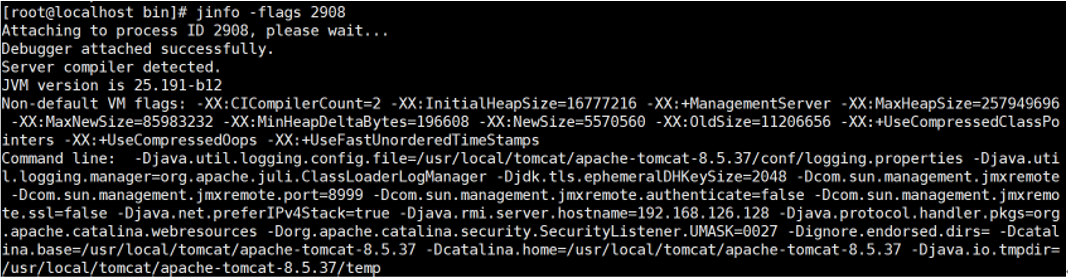 [root@localhost bin]# jinfo -flags 2908
Attaching to process ID 2908, please wait...
Debugger attached successfully.
Server compiler detected.
JVM version is 25.191-b12
Non-default VM flags: -XX:CICompilerCount=2 -XX:InitialHeapSize=16777216 -XX:+ManagementServer -XX:MaxHeapSize=257949696
 -XX:MaxNewSize=85983232 -XX:MinHeapDeltaBytes=196608 -XX:NewSize=5570560 -XX:OldSize=11206656 -XX:+UseCompressedClassPo
inters -XX:+UseCompressedOops -XX:+UseFastUnorderedTimeStamps
Command line:  -Djava.util.logging.config.file=/usr/local/tomcat/apache-tomcat-8.5.37/conf/logging.properties -Djava.uti
l.logging.manager=org.apache.juli.ClassLoaderLogManager -Djdk.tls.ephemeralDHKeySize=2048 -Dcom.sun.management.jmxremote
 -Dcom.sun.management.jmxremote.port=8999 -Dcom.sun.management.jmxremote.authenticate=false -Dcom.sun.management.jmxremo
te.ssl=false -Djava.net.preferIPv4Stack=true -Djava.rmi.server.hostname=192.168.126.128 -Djava.protocol.handler.pkgs=org
.apache.catalina.webresources -Dorg.apache.catalina.security.SecurityListener.UMASK=0027 -Dignore.endorsed.dirs= -Dcatal
ina.base=/usr/local/tomcat/apache-tomcat-8.5.37 -Dcatalina.home=/usr/local/tomcat/apache-tomcat-8.5.37 -Djava.io.tmpdir=
/usr/local/tomcat/apache-tomcat-8.5.37/temp